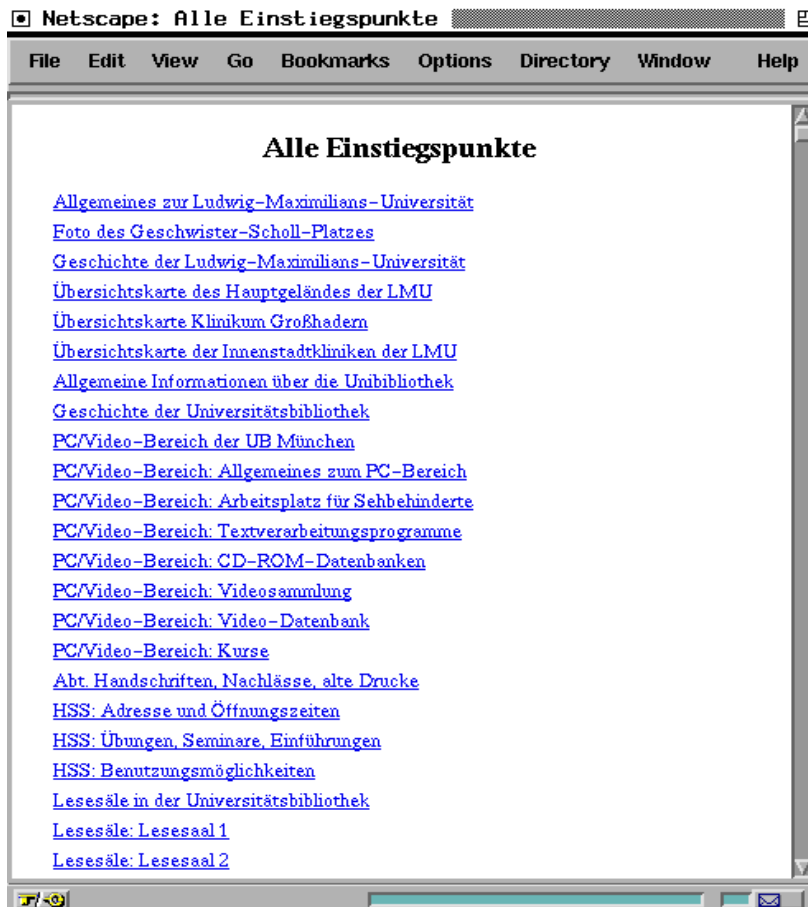 Netscape: Alle Einstiegspunkte
File Edit View Go Bookmarks Options Directory Window Help
Alle Einstiegspunkte
Allgemeines zur Ludwig-Maximilians-Universität
Foto des Geschwister-Scholl-Platzes
Geschichte der Ludwig-Maximilians-Universität
Übersichtskarte des Hauptgeländes der LMU
Übersichtskarte Klinikum Großhadern
Übersichtskarte der Innenstadtkliniken der LMU
Allgemeine Informationen über die Unibibliothek
Geschichte der Universitätsbibliothek
PC/Video-Bereich der UB München
PC/Video-Bereich: Allgemeines zum PC-Bereich
PC/Video-Bereich: Arbeitsplatz für Sehbehinderte
PC/Video-Bereich: Textverarbeitungsprogramme
PC/Video-Bereich: CD-ROM-Datenbanken
PC/Video-Bereich: Videosammlung
PC/Video-Bereich: Video-Datenbank
PC/Video-Bereich: Kurse
Abt. Handschriften, Nachlässe, alte Drucke
HSS: Adresse und Öffnungszeiten
HSS: Übungen, Seminare, Einführungen
HSS: Benutzungsmöglichkeiten
Lesesäle in der Universitätsbibliothek
Lesesäle: Lesesaal 1
Lesesäle: Lesesaal 2